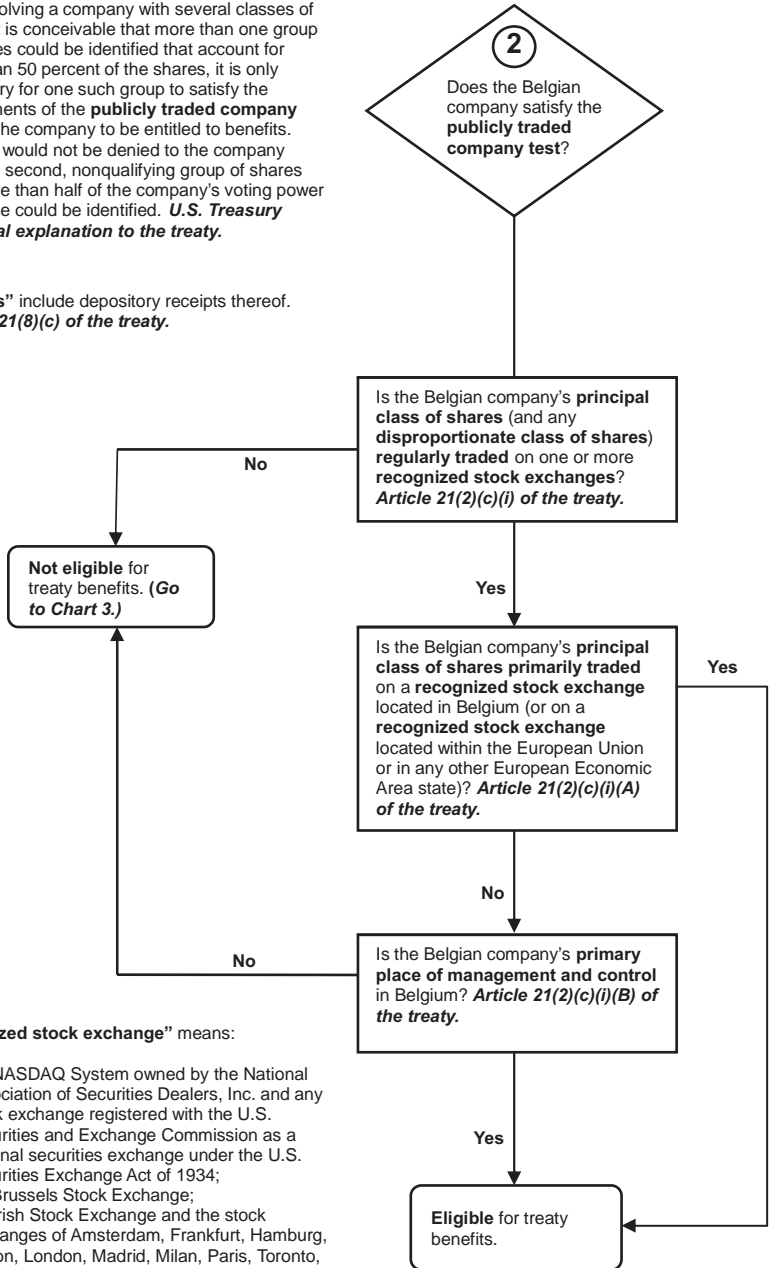 olving a company with several classes of
t is conceivable that more than one group
es could be identified that account for
an 50 percent of the shares, it is only
ry for one such group to satisfy the
nents of the publicly traded company
he company to be entitled to benefits.
would not be denied to the company
second, nonqualifying group of shares
e than half of the company's voting power
e could be identified. U.S. Treasury
al explanation to the treaty.
s" include depository receipts thereof.
21(8)(c) of the treaty.
2
Does the Belgian
company satisfy the
publicly traded
company test?
Is the Belgian company's principal
class of shares (and any
disproportionate class of shares)
regularly traded on one or more
recognized stock exchanges?
Article 21(2)(c)(i) of the treaty.
No
Not eligible for
treaty benefits. (Go
to Chart 3.)
Yes
Is the Belgian company's principal
class of shares primarily traded
on a recognized stock exchange
located in Belgium (or on a
recognized stock exchange
located within the European Union
or in any other European Economic
Area state)? Article 21(2)(c)(i)(A)
of the treaty.
Yes
No
Is the Belgian company's primary
place of management and control
in Belgium? Article 21(2)(c)(i)(B) of
the treaty.
No
Yes
Eligible for treaty
benefits.
zed stock exchange" means:
NASDAQ System owned by the National
ciation of Securities Dealers, Inc. and any
k exchange registered with the U.S.
urities and Exchange Commission as a
onal securities exchange under the U.S.
urities Exchange Act of 1934;
Brussels Stock Exchange;
rish Stock Exchange and the stock
hanges of Amsterdam, Frankfurt, Hamburg,
on, London, Madrid, Milan, Paris, Toronto,